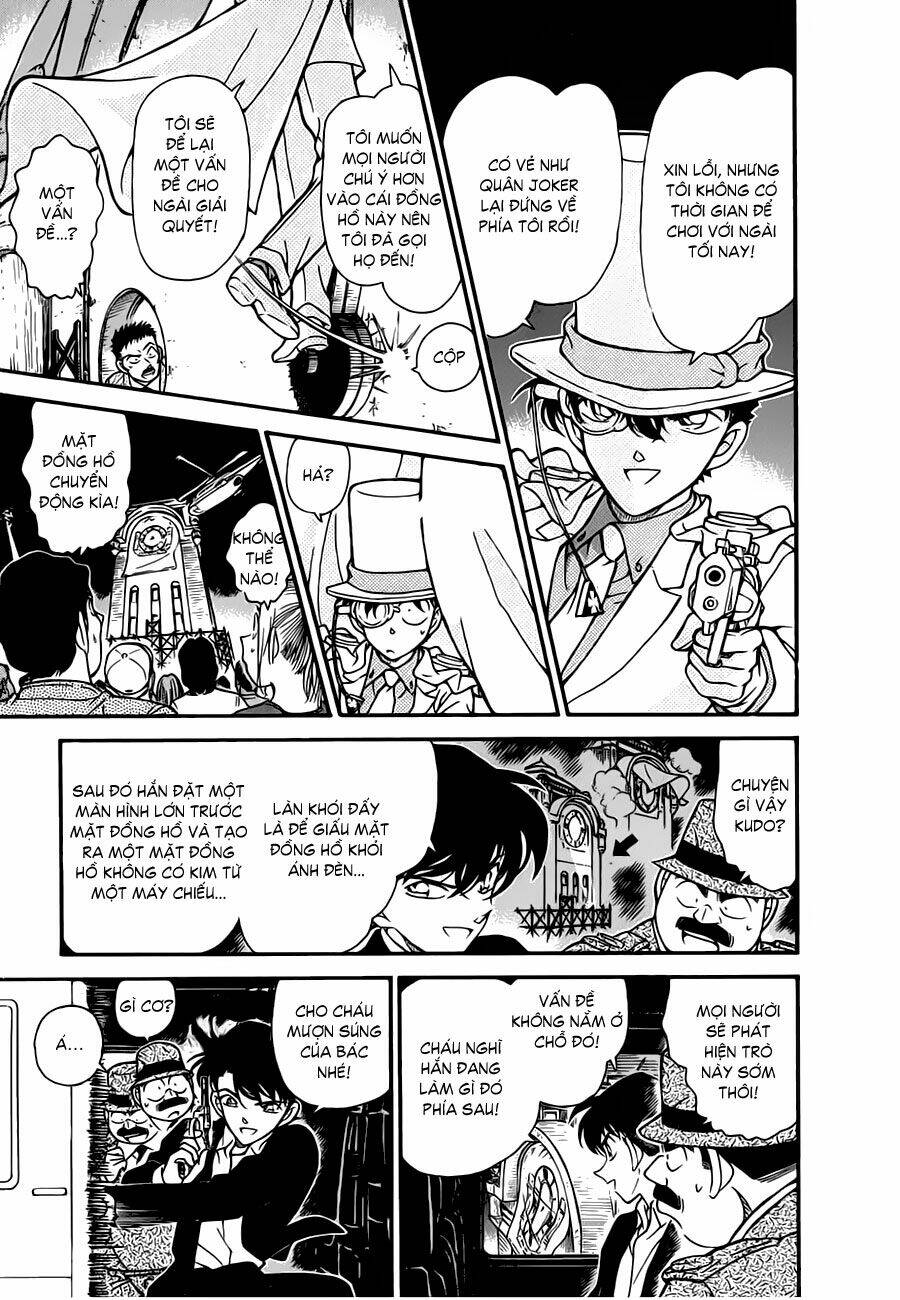 XIN LỖI, NHƯNG
TÔI KHÔNG CÓ
THỜI GIAN ĐỂ
CHƠI VỚI NGÀI
TỐI NAY!
CÓ VẺ NHƯ
QUÂN JOKER
LẠI ĐỨNG VỀ
PHÍA TÔI RỒI!
TÔI MUỐN
MỌI NGƯỜI
CHÚ Ý HƠN
VÀO CÁI ĐỒNG
HỒ NÀY NÊN
TÔI ĐÃ GỌI
HỌ ĐẾN!
TÔI SẼ
ĐỂ LẠI
MỘT VẤN
ĐỀ CHO
NGÀI GIẢI
QUYẾT!
MỘT
VẤN
ĐỀ...?
CỘP
HẢ?
MẶT
ĐỒNG HỒ
CHUYỂN
ĐỘNG KÌA!
KHÔNG
THỂ
NÀO!
CHUYỆN
GÌ VẬY
KUDO?
LÀN KHÓI ĐẤY
LÀ ĐỂ GIẤU MẶT
ĐỒNG HỒ KHỎI
ÁNH ĐÈN...
SAU ĐÓ HẮN ĐẶT MỘT
MÀN HÌNH LỚN TRƯỚC
MẶT ĐỒNG HỒ VÀ TẠO
RA MỘT MẶT ĐỒNG
HỒ KHÔNG CÓ KIM TỪ
MỘT MÁY CHIẾU...
MỌI NGƯỜI
SẼ PHÁT
HIỆN TRÒ
NÀY SỚM
THÔI!
VẤN ĐỀ
KHÔNG NẰM Ở
CHỖ ĐÓ!
CHÁU NGHĨ
HẮN ĐANG
LÀM GÌ ĐÓ
PHÍA SAU!
CHO CHÁU
MƯỢN SÚNG
CỦA BÁC
NHÉ!
GÌ CƠ?
Á...